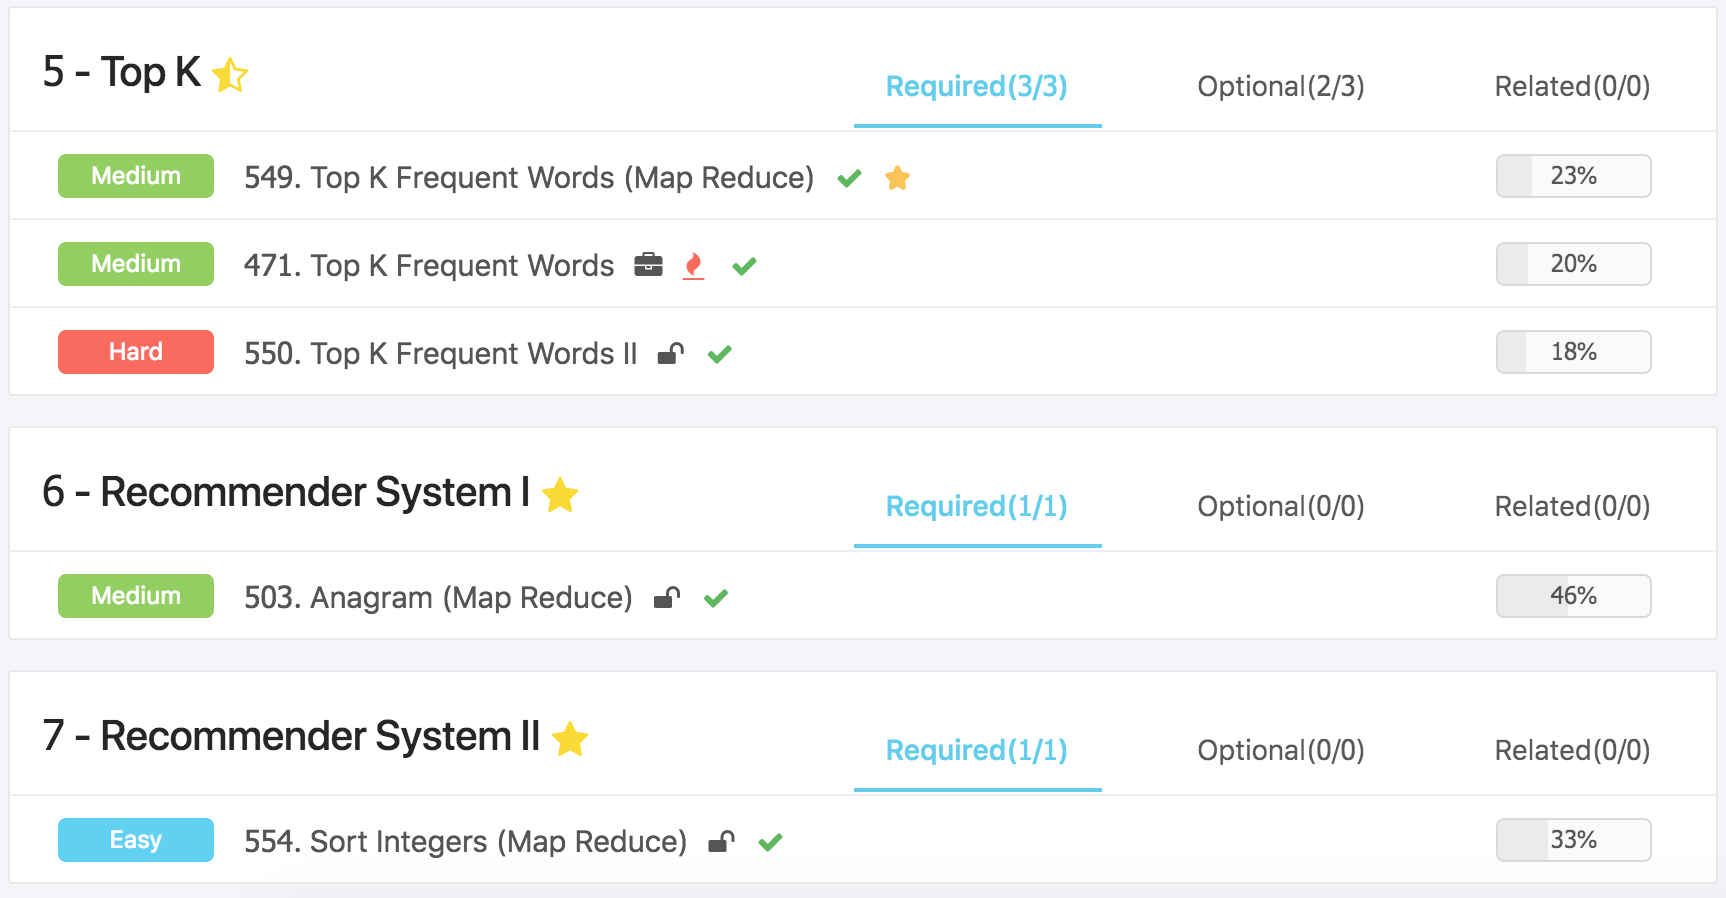 5 - Top K
Required(3/3) Optional(2/3) Related(0/0)
Medium 549. Top K Frequent Words (Map Reduce) 23%
Medium 471. Top K Frequent Words 20%
Hard 550. Top K Frequent Words II 18%
6 - Recommender System I
Required(1/1) Optional(0/0) Related(0/0)
Medium 503. Anagram (Map Reduce) 46%
7 - Recommender System II
Required(1/1) Optional(0/0) Related(0/0)
Easy 554. Sort Integers (Map Reduce) 33%